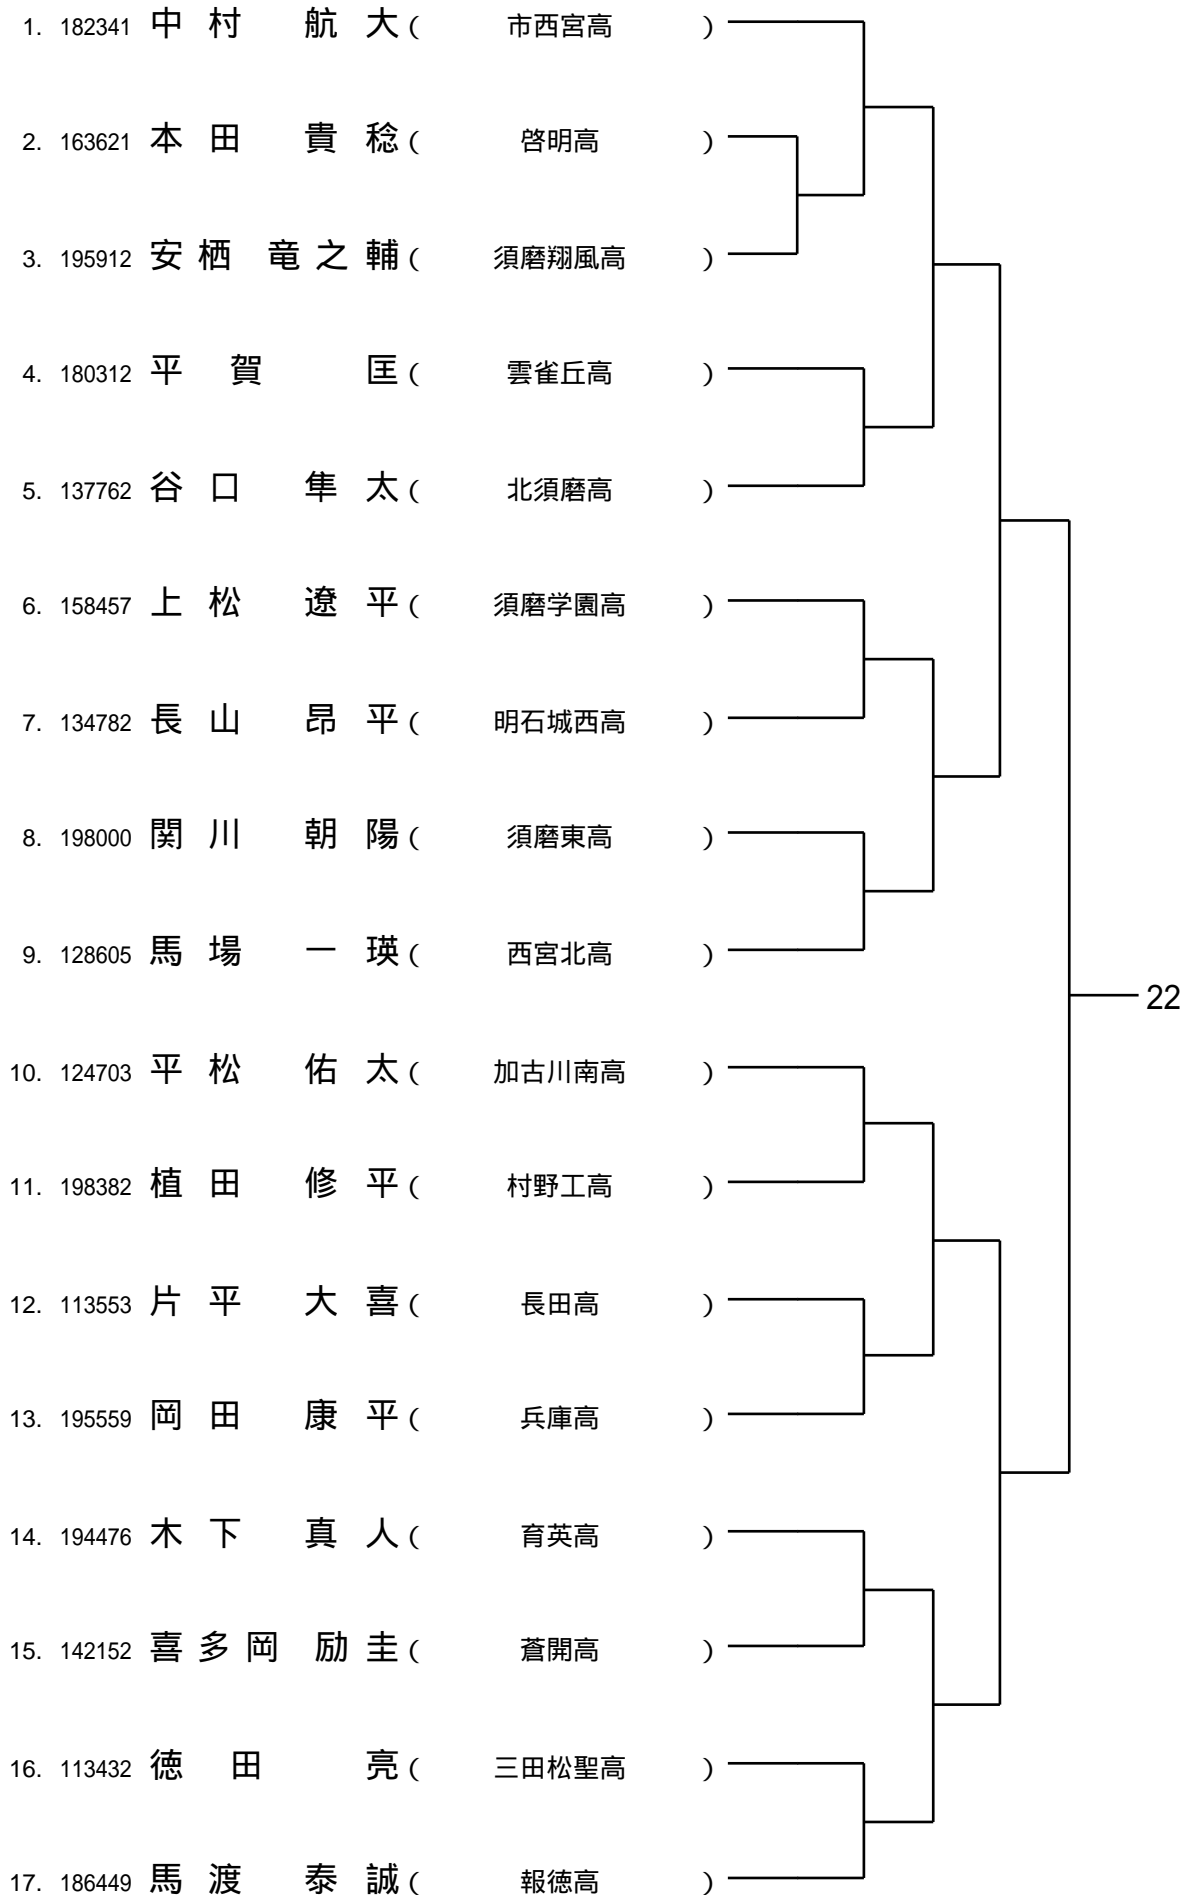 1. 182341 中村 航大 ( 市西宮高 )
2. 163621 本田 貴稔 ( 啓明高 )
3. 195912 安栖 竜之輔 ( 須磨翔風高 )
4. 180312 平賀 匡 ( 雲雀丘高 )
5. 137762 谷口 隼太 ( 北須磨高 )
6. 158457 上松 遼平 ( 須磨学園高 )
7. 134782 長山 昂平 ( 明石城西高 )
8. 198000 関川 朝陽 ( 須磨東高 )
9. 128605 馬場 一瑛 ( 西宮北高 )
22
10. 124703 平松 佑太 ( 加古川南高 )
11. 198382 植田 修平 ( 村野工高 )
12. 113553 片平 大喜 ( 長田高 )
13. 195559 岡田 康平 ( 兵庫高 )
14. 194476 木下 真人 ( 育英高 )
15. 142152 喜多岡 励圭 ( 蒼開高 )
16. 113432 徳田 亮 ( 三田松聖高 )
17. 186449 馬渡 泰誠 ( 報徳高 )